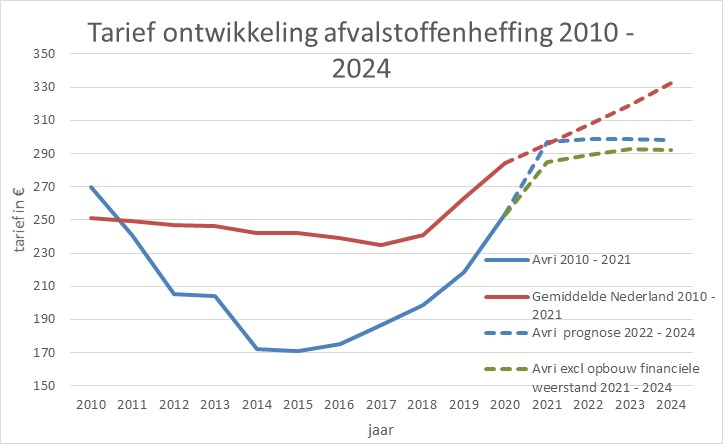 Tarief ontwikkeling afvalstoffenheffing 2010 -
2024
350
330
310
290
270
250
230
210
190
170
150
tarief in €
2010 2011 2012 2013 2014 2015 2016 2017 2018 2019 2020 2021 2022 2023 2024
jaar
Avri 2010 - 2021
Gemiddelde Nederland 2010 -
2021
Avri prognose 2022 - 2024
Avri excl opbouw financiele
weerstand 2021 - 2024